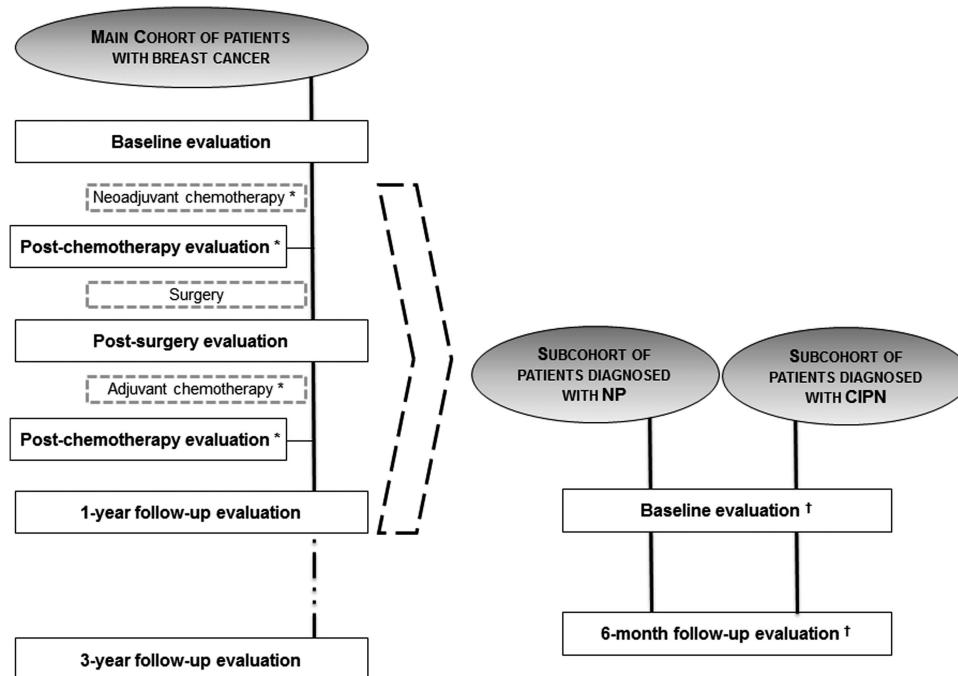 MAIN COHORT OF PATIENTS
WITH BREAST CANCER
Baseline evaluation
Neoadjuvant chemotherapy *
Post-chemotherapy evaluation *
Surgery
Post-surgery evaluation
Adjuvant chemotherapy *
Post-chemotherapy evaluation *
1-year follow-up evaluation
3-year follow-up evaluation
SUBCOHORT OF
PATIENTS DIAGNOSED
WITH NP
SUBCOHORT OF
PATIENTS DIAGNOSED
WITH CIPN
Baseline evaluation †
6-month follow-up evaluation †